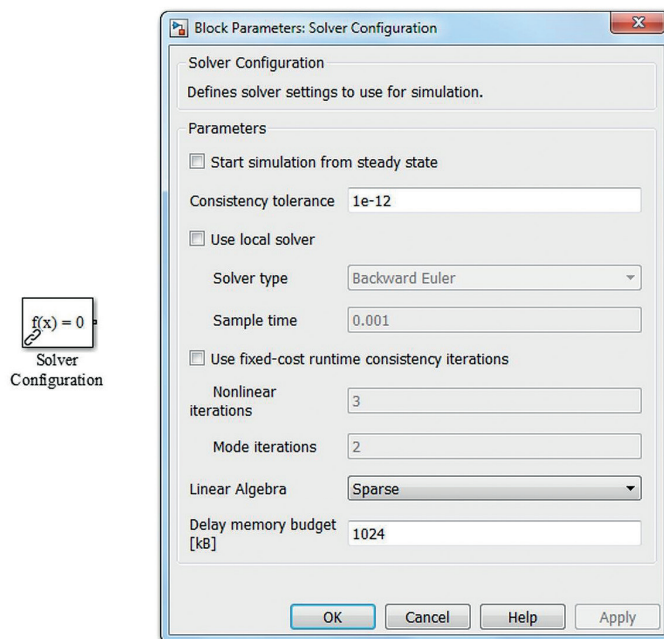 Block Parameters: Solver Configuration
Solver Configuration
Defines solver settings to use for simulation.
Parameters
Start simulation from steady state
Consistency tolerance 1e-12
Use local solver
Solver type Backward Euler
Sample time 0.001
Use fixed-cost runtime consistency iterations
Nonlinear
iterations 3
Mode iterations 2
Linear Algebra Sparse
Delay memory budget
[kB] 1024
OK Cancel Help Apply
f(x) = 0
Solver
Configuration